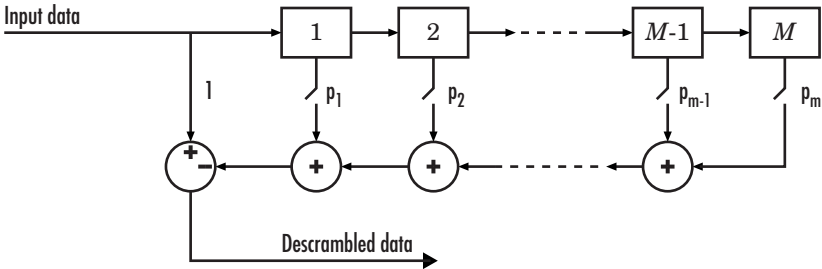 Input data
1
2
M-1
M
1
p1
p2
pm-1
pm
+
−
+
+
+
Descrambled data